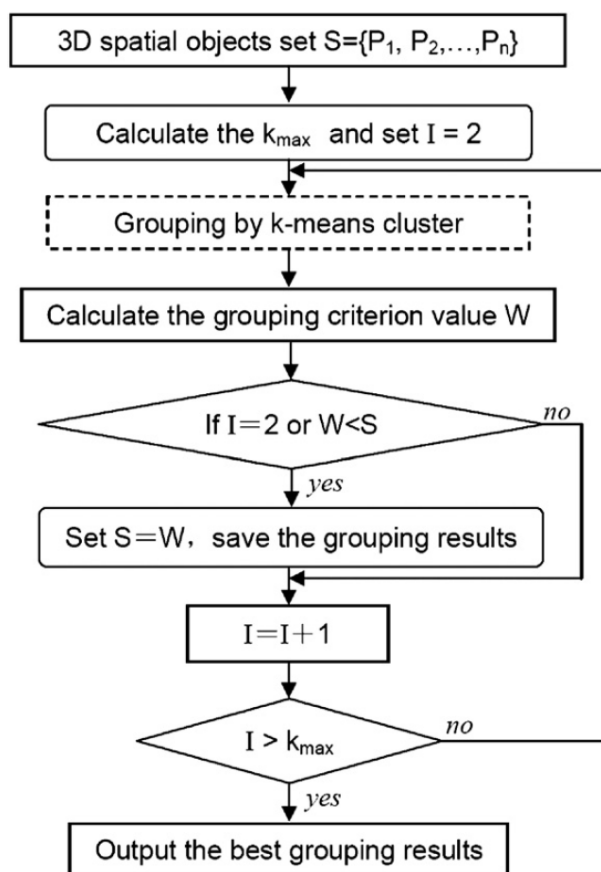 3D spatial objects set S={P₁, P₂,…,Pₙ}
Calculate the kₘₐₓ and set I = 2
Grouping by k-means cluster
Calculate the grouping criterion value W
If I=2 or W<S
no
yes
Set S=W, save the grouping results
I=I+1
I > kₘₐₓ
no
yes
Output the best grouping results